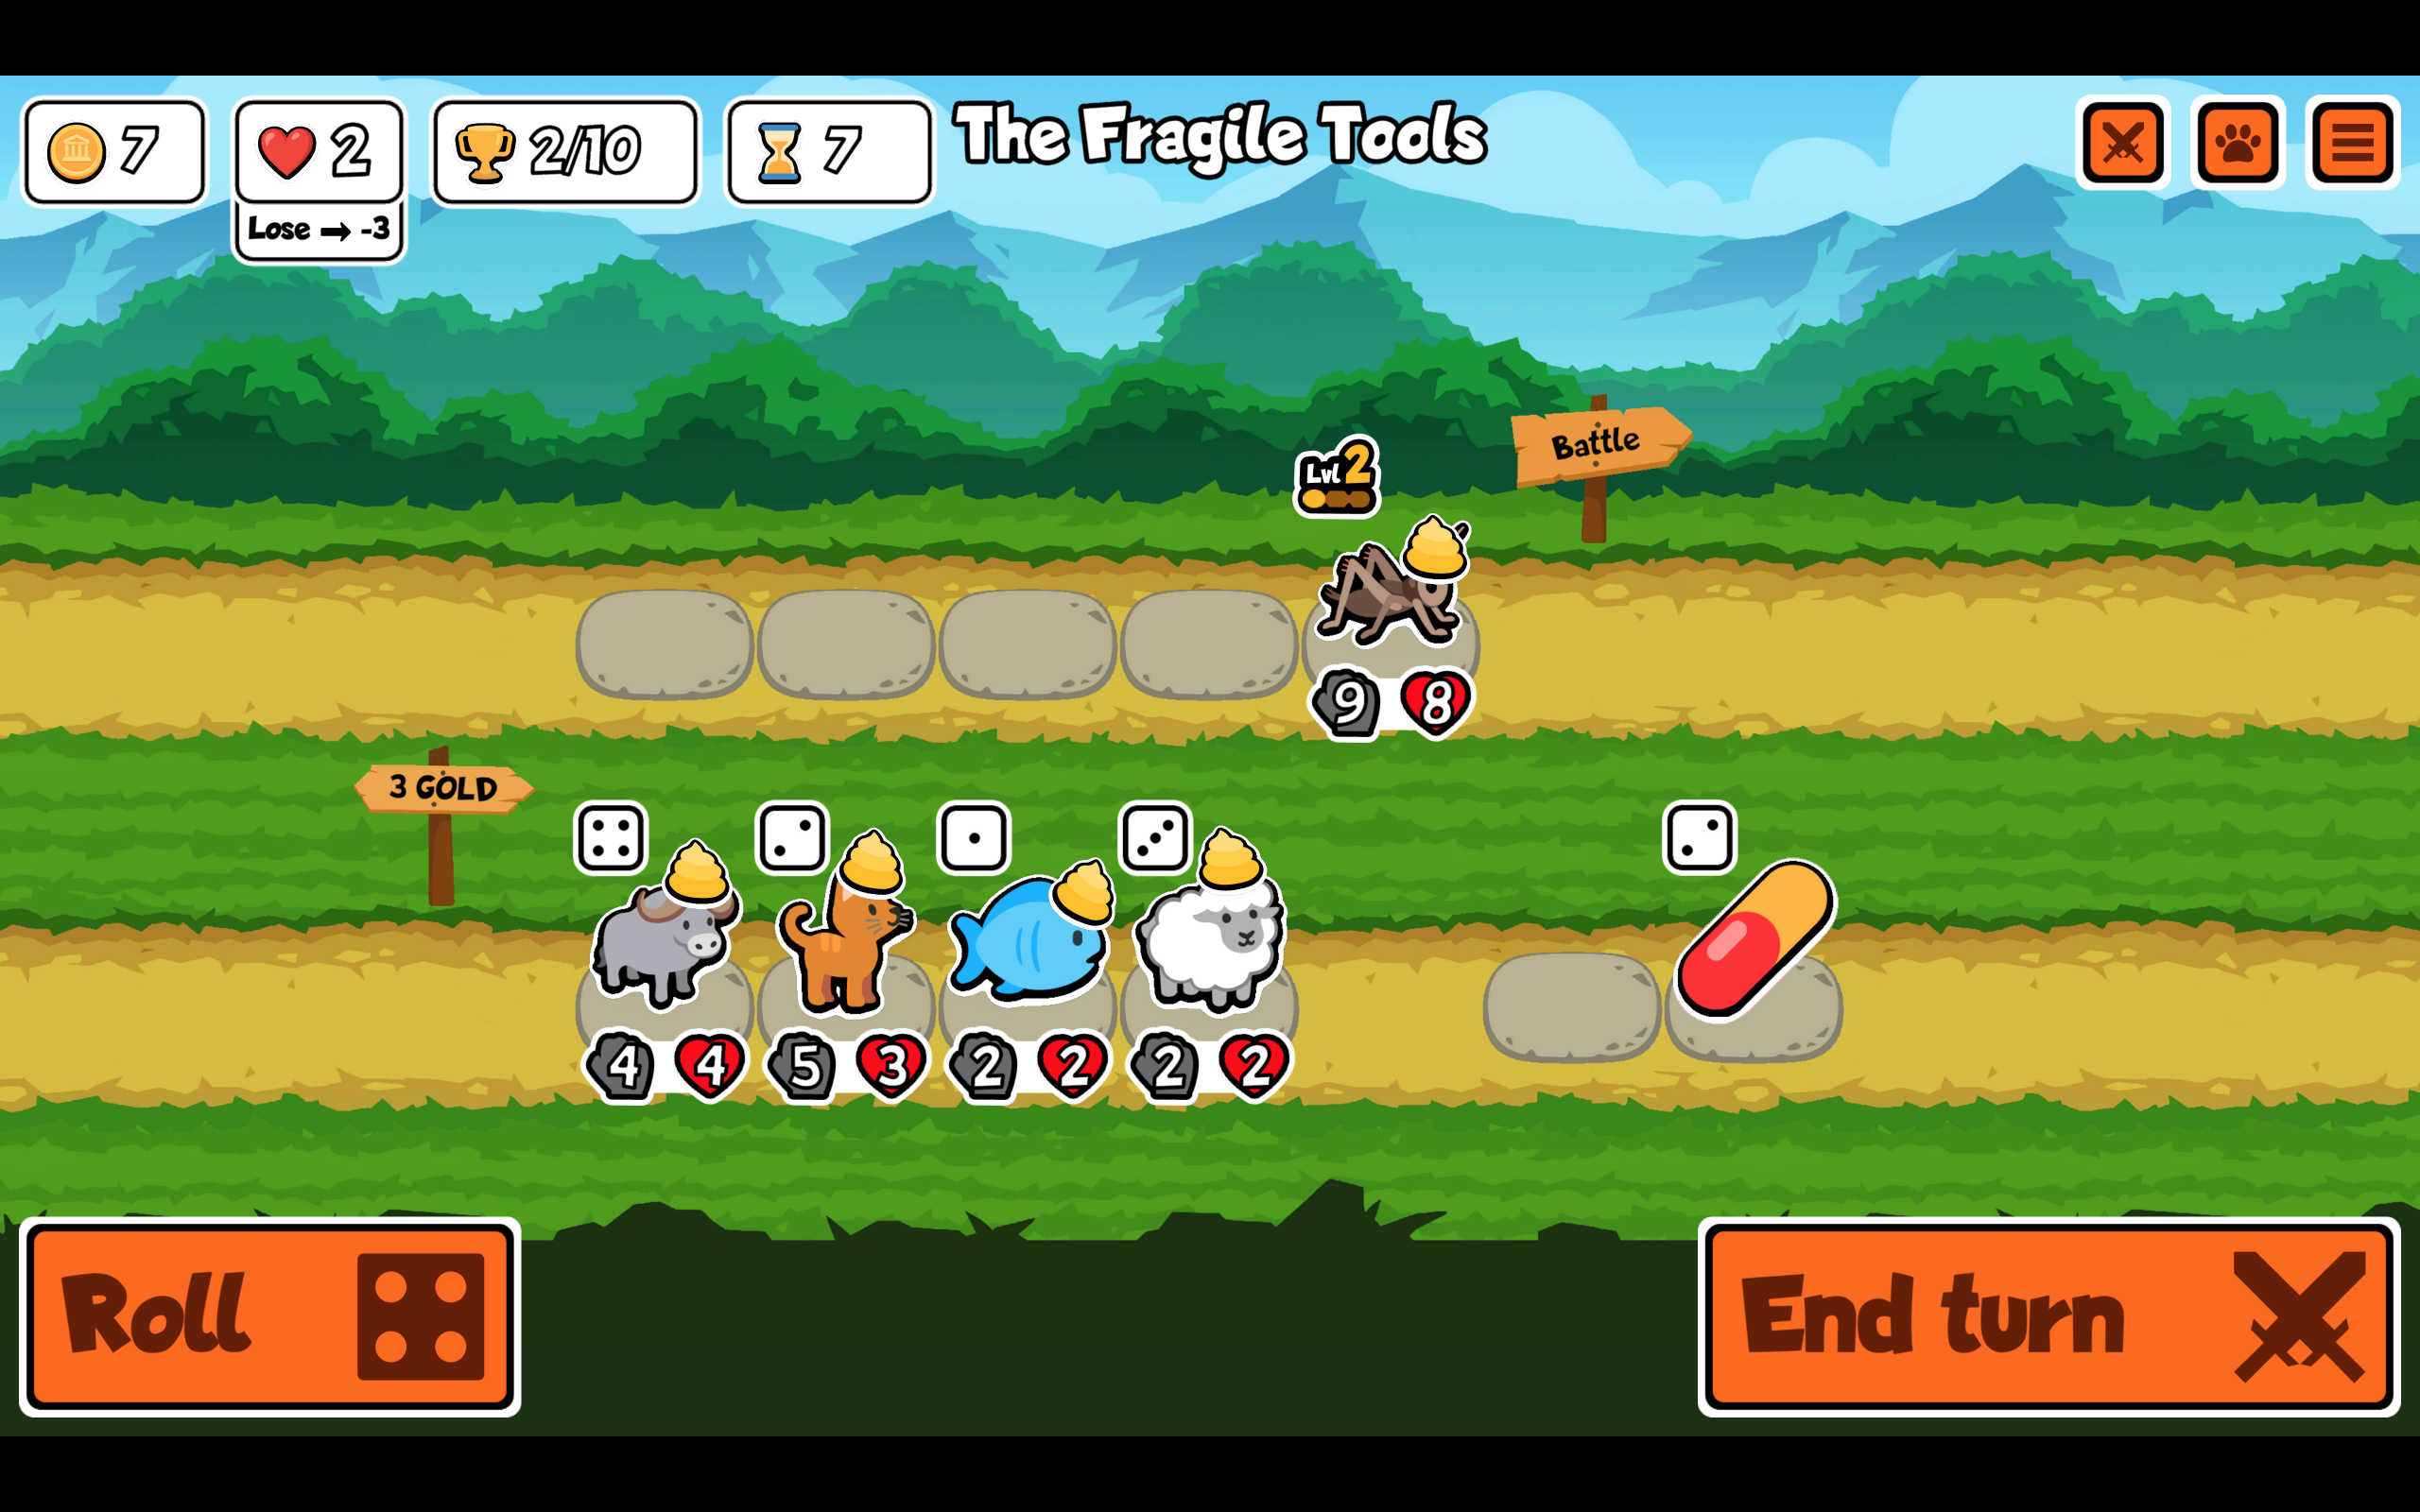 7
2
2/10
7
The Fragile Tools
Lose → -3
Battle
Lvl 2
9 8
3 GOLD
4 4 5 3 2 2 2 2
Roll
End turn